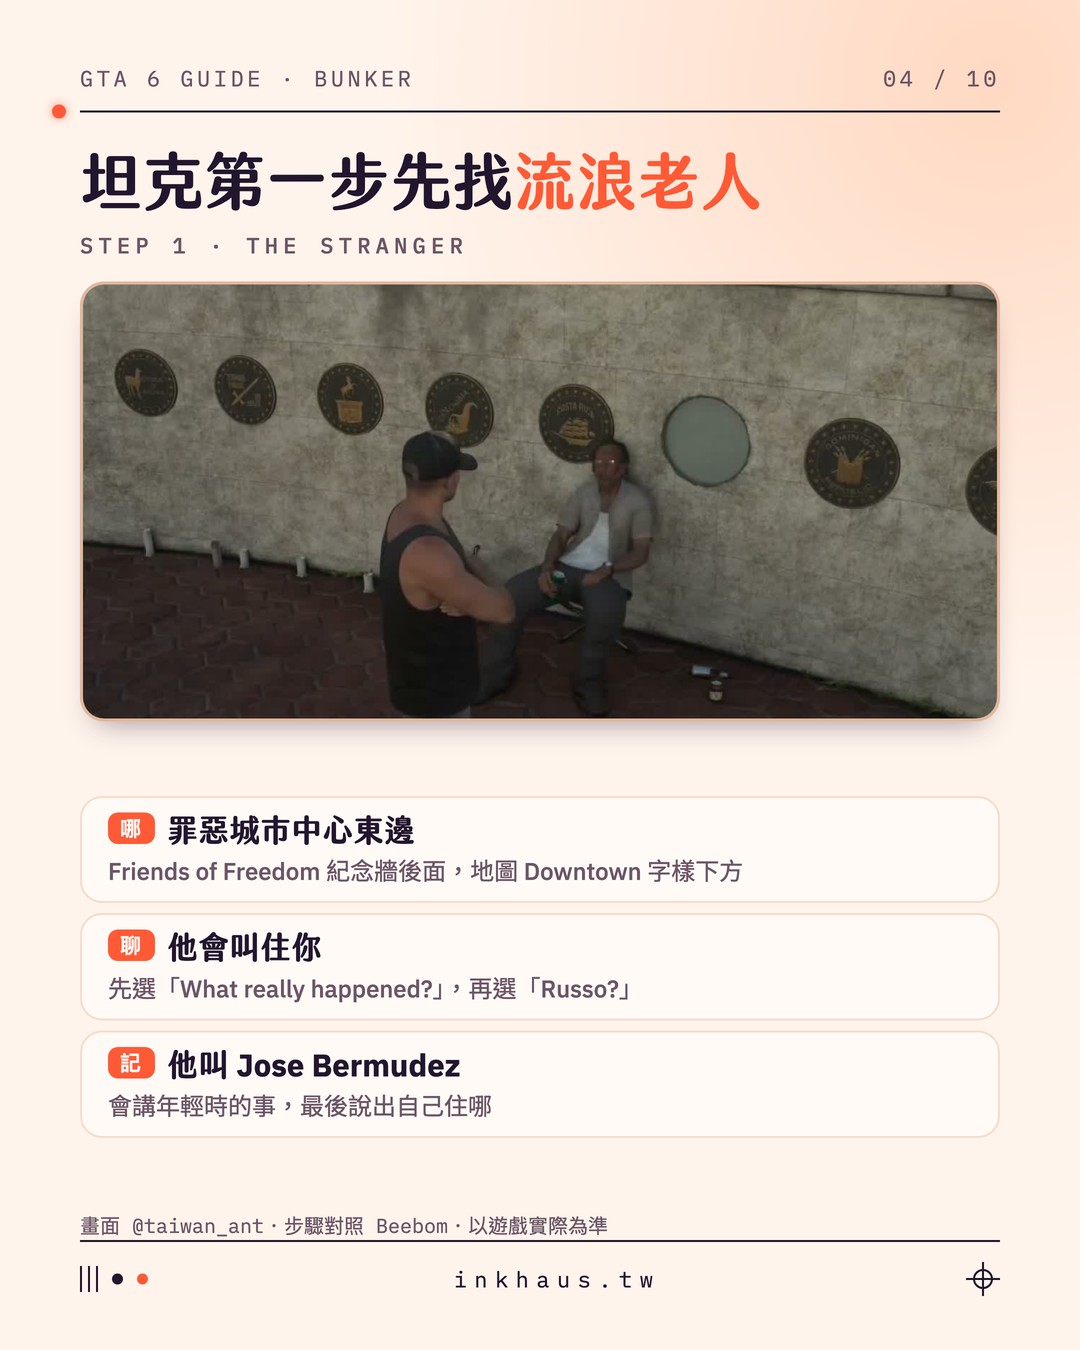 GTA 6 GUIDE · BUNKER
04 / 10
坦克第一步先找流浪老人
STEP 1 · THE STRANGER
COSTA RICA
DOMINICAN
哪 罪惡城市中心東邊
Friends of Freedom 紀念牆後面，地圖 Downtown 字樣下方
聊 他會叫住你
先選「What really happened?」，再選「Russo?」
記 他叫 Jose Bermudez
會講年輕時的事，最後說出自己住哪
畫面 @taiwan_ant · 步驟對照 Beebom · 以遊戲實際為準
inkhaus.tw